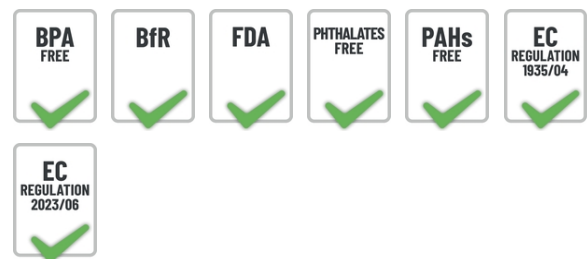 BPA
FREE
BfR
FDA
PHTHALATES
FREE
PAHs
FREE
EC
REGULATION
1935/04
EC
REGULATION
2023/06